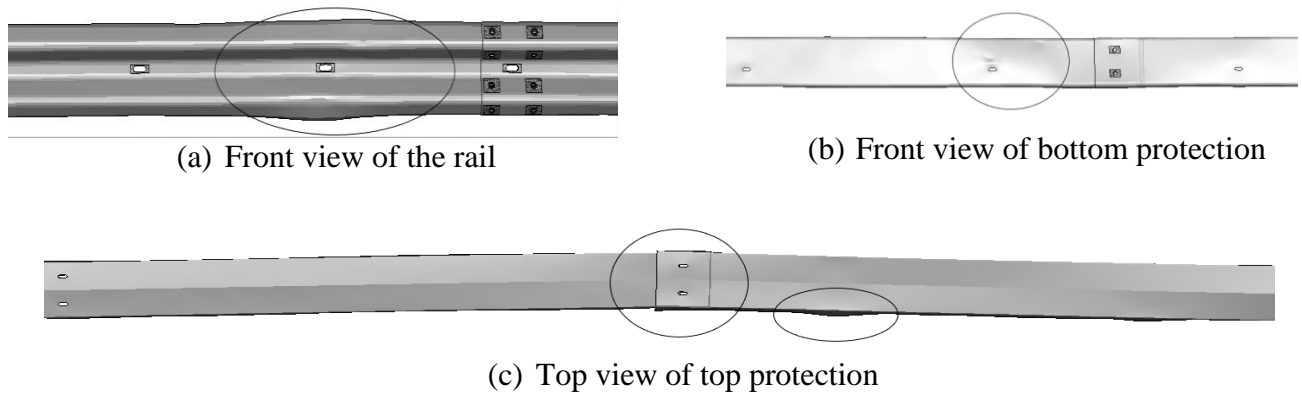 (a) Front view of the rail
(b) Front view of bottom protection
(c) Top view of top protection